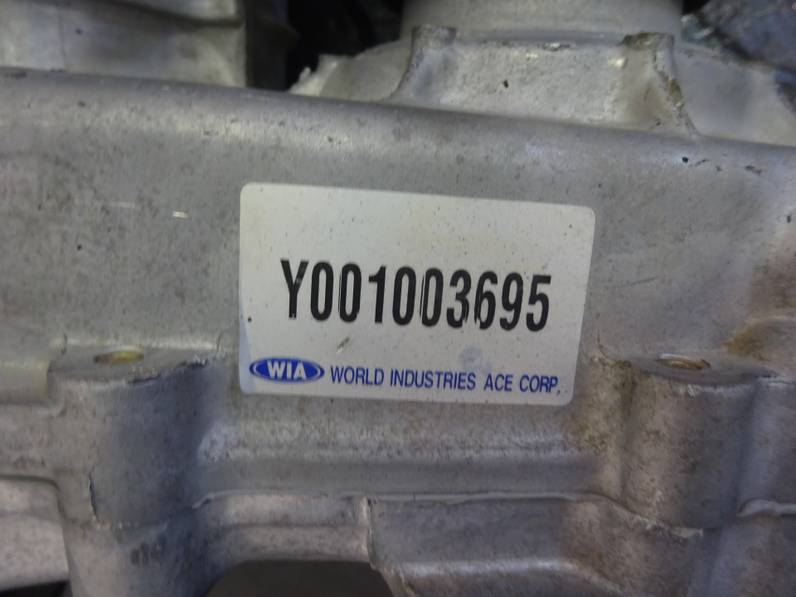 Y001003695
WIA WORLD INDUSTRIES ACE CORP.